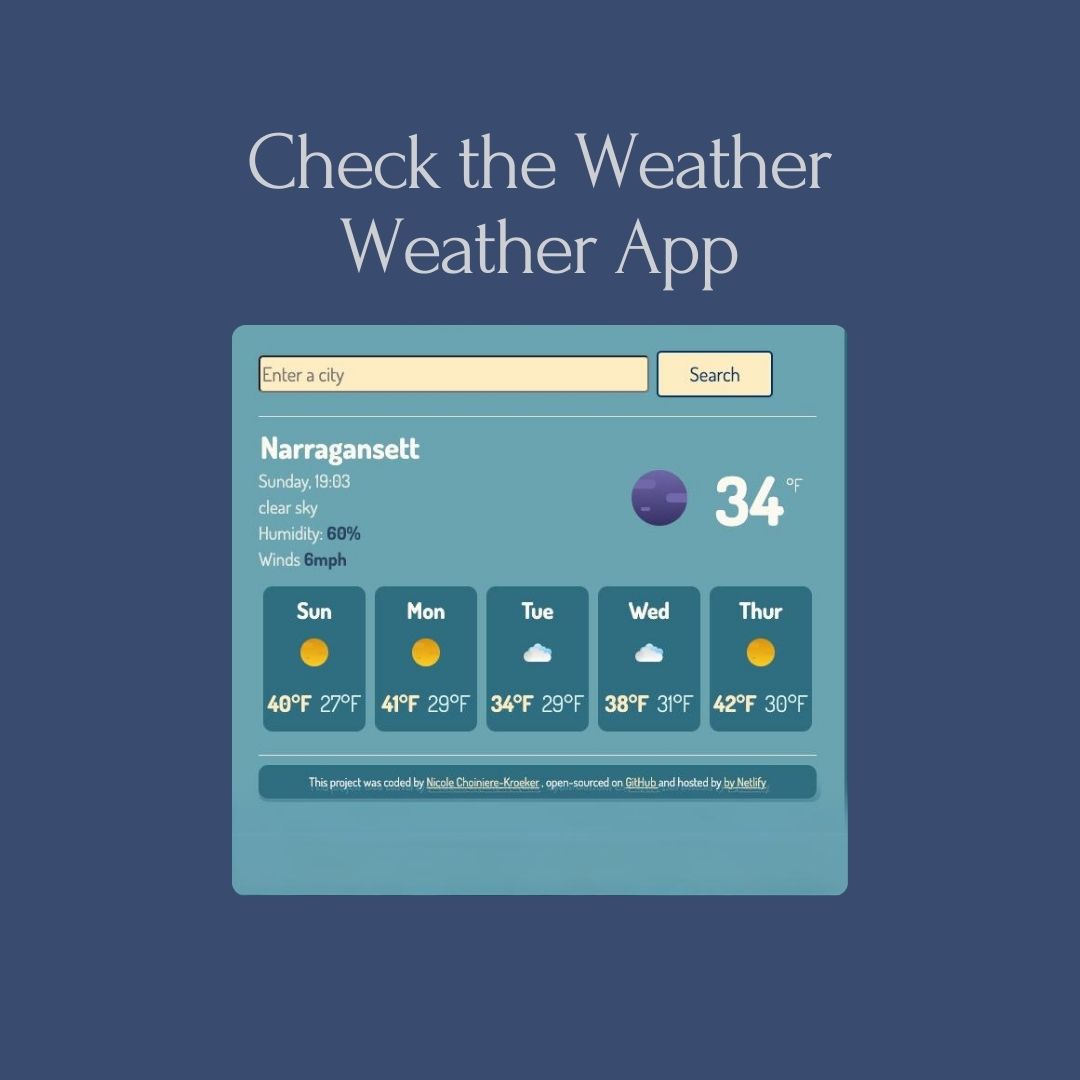 Check the Weather
Weather App
Enter a city
Search
Narragansett
Sunday, 19:03
clear sky
Humidity: 60%
Winds 6mph
34 °F
Sun
Mon
Tue
Wed
Thur
40°F 27°F
41°F 29°F
34°F 29°F
38°F 31°F
42°F 30°F
This project was coded by Nicole Choiniere-Kroeker , open-sourced on GitHub and hosted by by Netlify